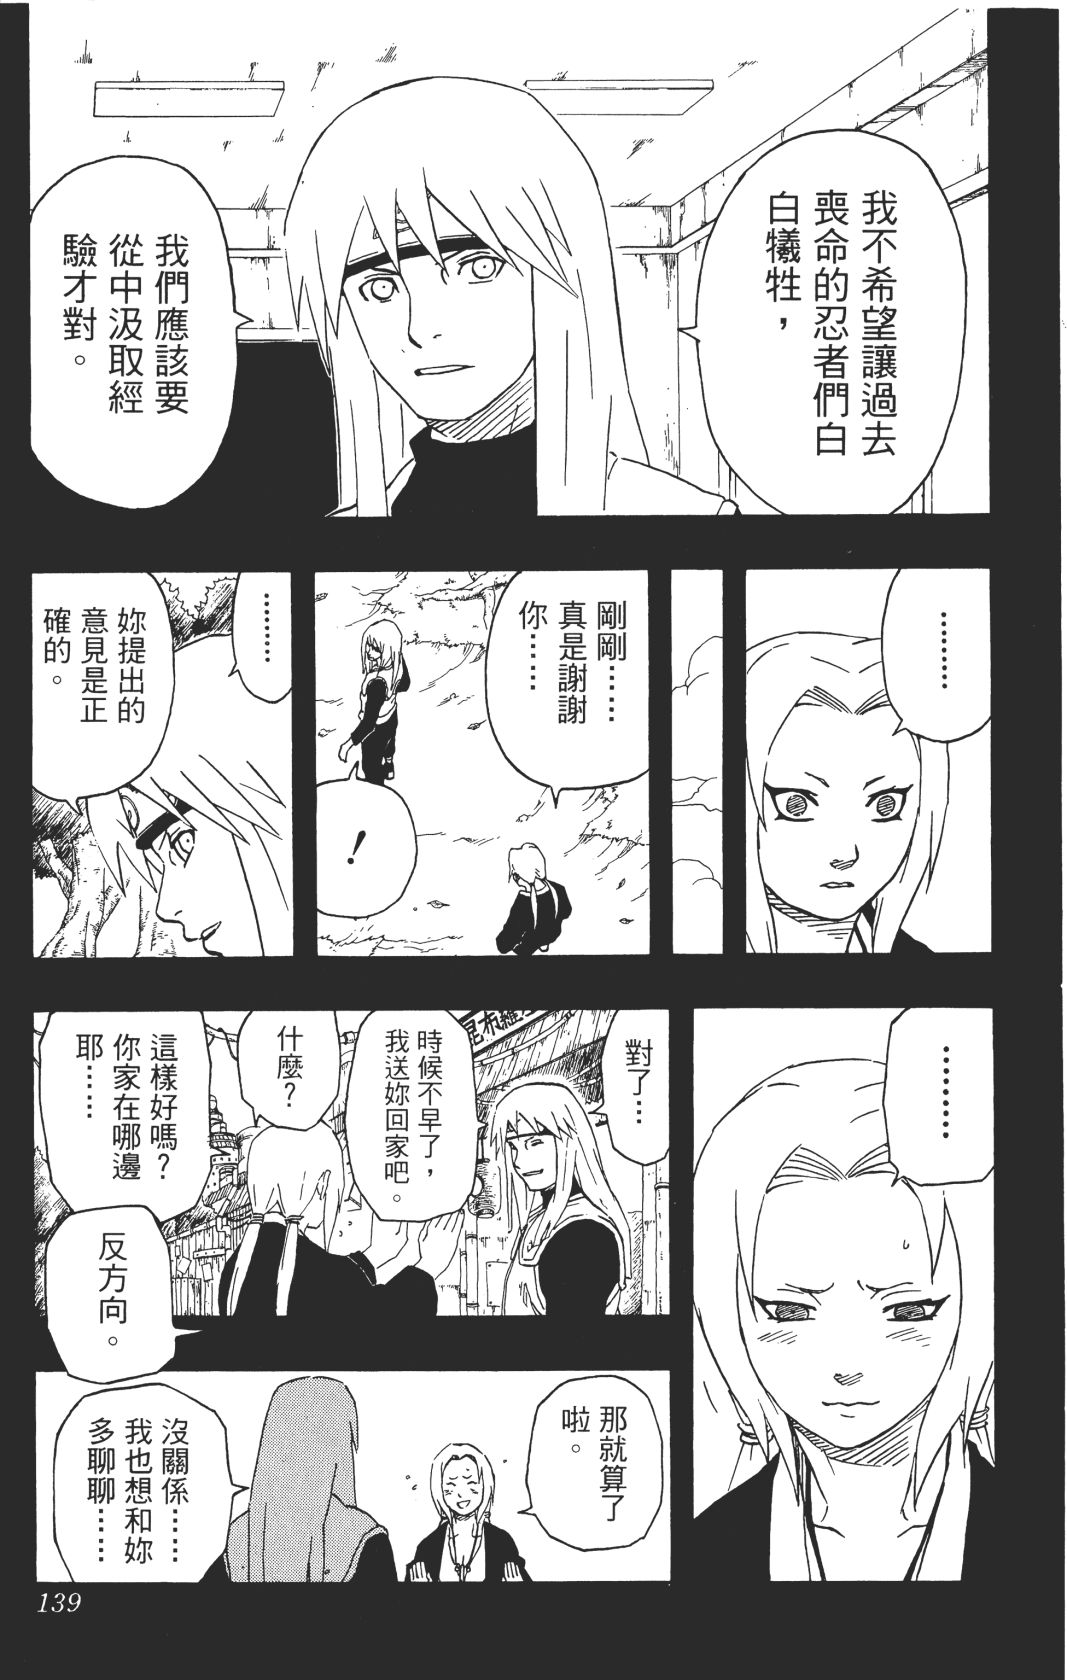 我不希望讓過去
喪命的忍者們白
白犧牲，
我們應該要
從中汲取經
驗才對。
………
剛剛……
真是謝謝
你……
！
………
妳提出的
意見是正
確的。
………
對了…
時候不早了，
我送妳回家吧。
什麼？
這樣好嗎？
你家在哪邊
耶……
反方向。
那就算了
啦。
沒關係……
我也想和妳
多聊聊……
139